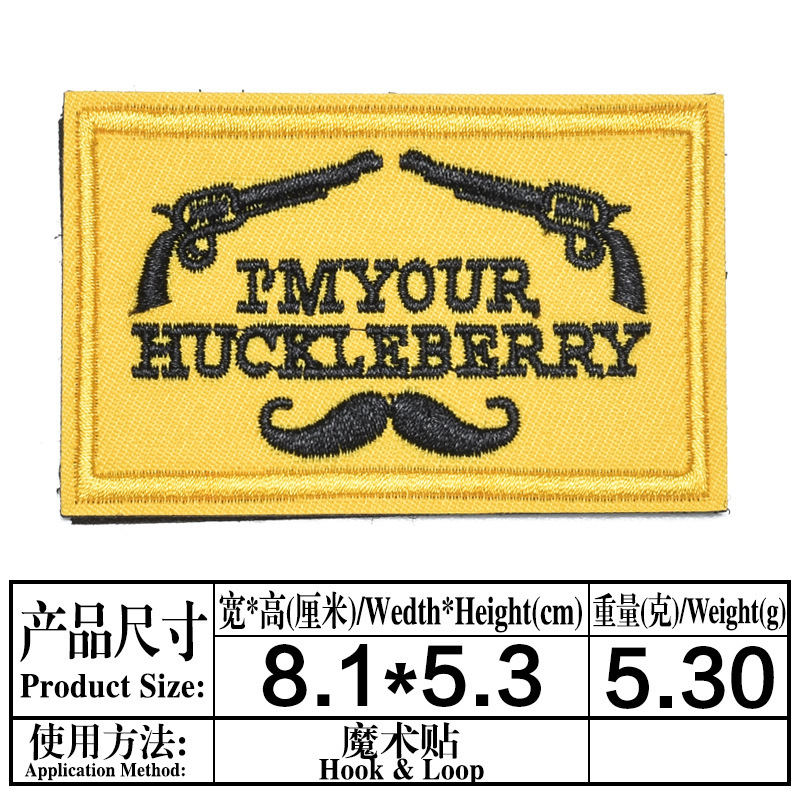 I'M YOUR
HUCKLEBERRY
产品尺寸
Product Size:
宽*高(厘米)/Wedth*Height(cm)
8.1*5.3
重量(克)/Weight(g)
5.30
使用方法:
Application Method:
魔术贴
Hook & Loop